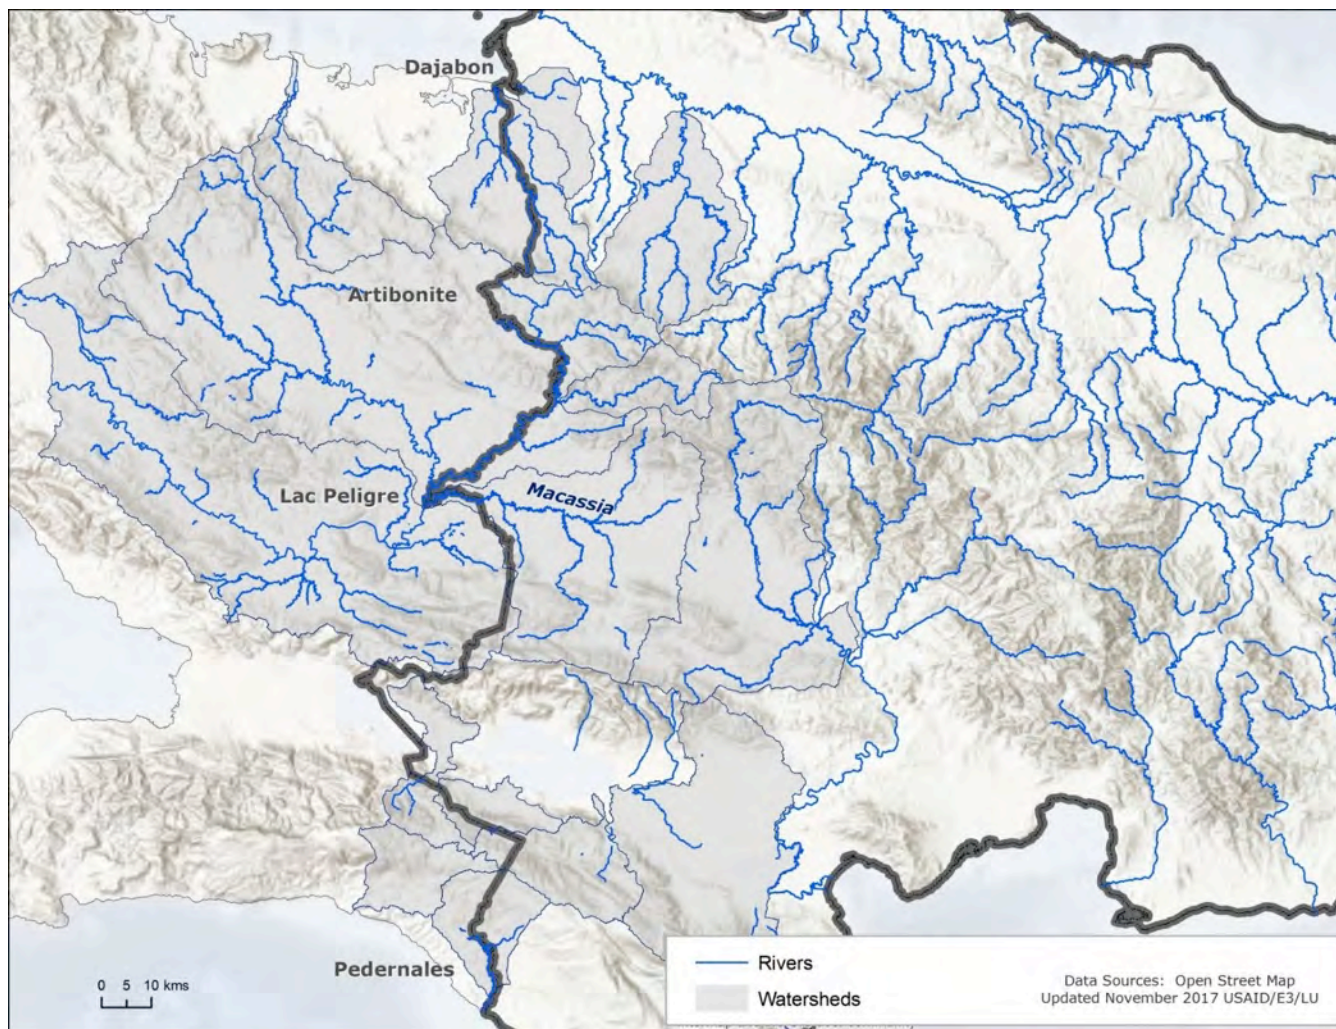 Dajabon
Artibonite
Lac Peligre
Macassia
Pedernales
0 5 10 kms
Rivers
Watersheds
Data Sources: Open Street Map
Updated November 2017 USAID/E3/LU